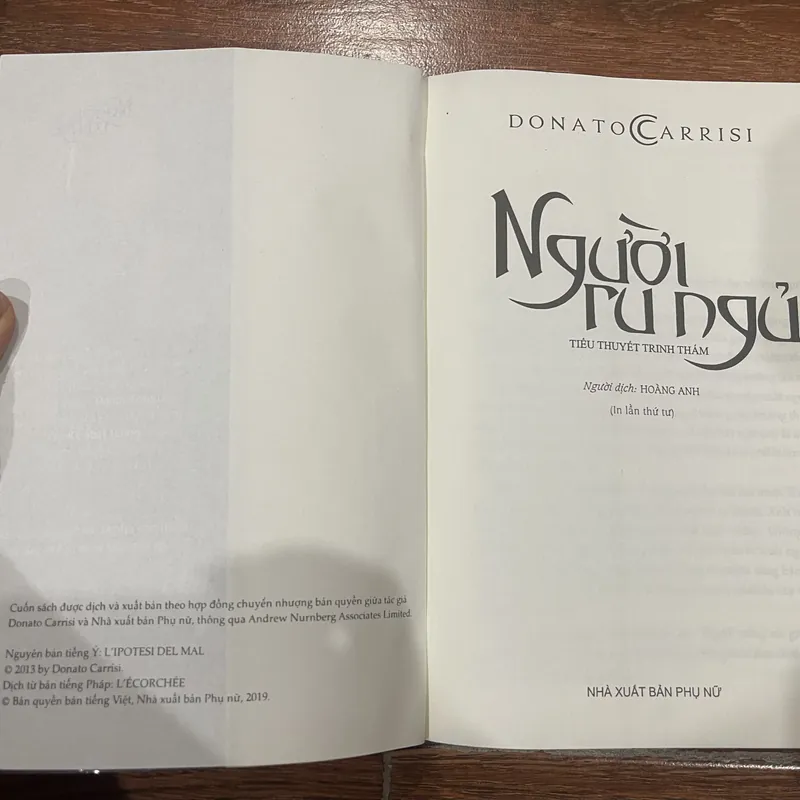 Cuốn sách được dịch và xuất bản theo hợp đồng chuyển nhượng bản quyền giữa tác giả
Donato Carrisi và Nhà xuất bản Phụ nữ, thông qua Andrew Nurnberg Associates Limited.
Nguyên bản tiếng Ý: L'IPOTESI DEL MAL
© 2013 by Donato Carrisi.
Dịch từ bản tiếng Pháp: L'ÉCORCHÉE
© Bản quyền bản tiếng Việt, Nhà xuất bản Phụ nữ, 2019.
DONATO CARRISI
Người
ru ngủ
TIỂU THUYẾT TRINH THÁM
Người dịch: HOÀNG ANH
(In lần thứ tư)
NHÀ XUẤT BẢN PHỤ NỮ